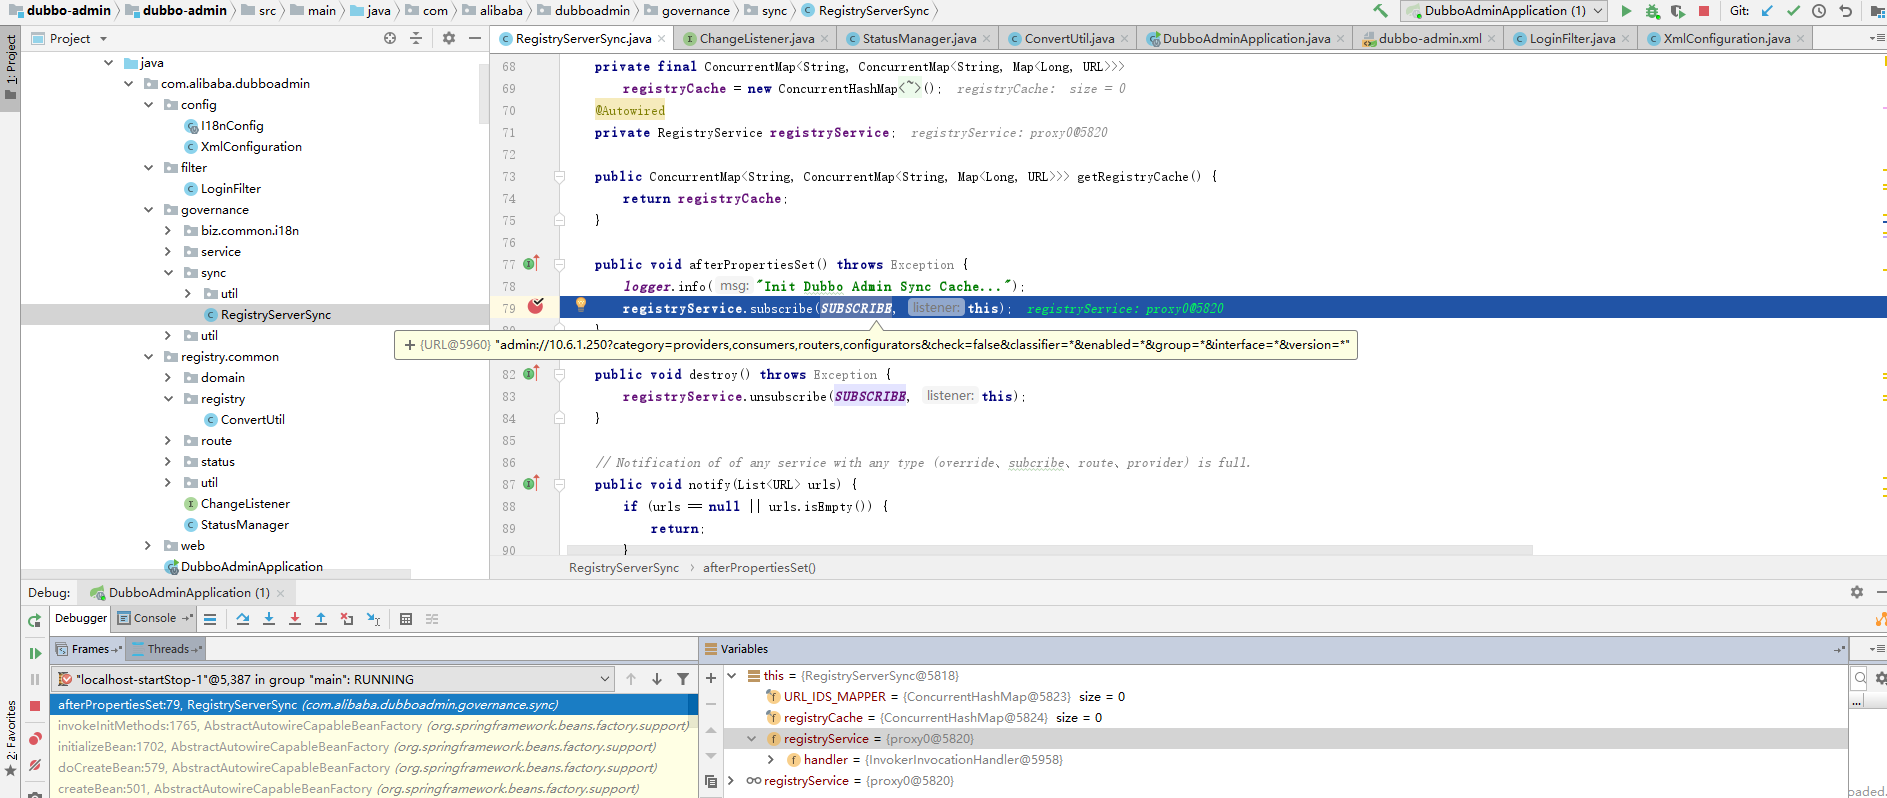 dubbo-admin dubbo-admin src main java com alibaba dubboadmin governance sync RegistryServerSync DubboAdminApplication (1) Git:
1: Project
Project
RegistryServerSync.java ChangeListener.java StatusManager.java ConvertUtil.java DubboAdminApplication.java dubbo-admin.xml LoginFilter.java XmlConfiguration.java
java
com.alibaba.dubboadmin
config
I18nConfig
XmlConfiguration
filter
LoginFilter
governance
biz.common.i18n
service
sync
util
RegistryServerSync
util
registry.common
domain
registry
ConvertUtil
route
status
util
ChangeListener
StatusManager
web
DubboAdminApplication
68 private final ConcurrentMap<String, ConcurrentMap<String, Map<Long, URL>>>
69 registryCache = new ConcurrentHashMap<~>(); registryCache: size = 0
70 @Autowired
71 private RegistryService registryService; registryService: proxy0@5820
72
73 public ConcurrentMap<String, ConcurrentMap<String, Map<Long, URL>>> getRegistryCache() {
74 return registryCache;
75 }
76
77 public void afterPropertiesSet() throws Exception {
78 logger.info( msg: "Init Dubbo Admin Sync Cache...");
79 registryService.subscribe(SUBSCRIBE, listener: this); registryService: proxy0@5820
+ {URL@5960} "admin://10.6.1.250?category=providers,consumers,routers,configurators&check=false&classifier=*&enabled=*&group=*&interface=*&version=*"
82 public void destroy() throws Exception {
83 registryService.unsubscribe(SUBSCRIBE, listener: this);
84 }
85
86 // Notification of of any service with any type (override、subcribe、route、provider) is full.
87 public void notify(List<URL> urls) {
88 if (urls == null || urls.isEmpty()) {
89 return;
90 }
RegistryServerSync afterPropertiesSet()
Debug: DubboAdminApplication (1)
Debugger Console
Frames Threads
"localhost-startStop-1"@5,387 in group "main": RUNNING
afterPropertiesSet:79, RegistryServerSync (com.alibaba.dubboadmin.governance.sync)
invokeInitMethods:1765, AbstractAutowireCapableBeanFactory (org.springframework.beans.factory.support)
initializeBean:1702, AbstractAutowireCapableBeanFactory (org.springframework.beans.factory.support)
doCreateBean:579, AbstractAutowireCapableBeanFactory (org.springframework.beans.factory.support)
createBean:501, AbstractAutowireCapableBeanFactory (org.springframework.beans.factory.support)
Variables
this = {RegistryServerSync@5818}
URL_IDS_MAPPER = {ConcurrentHashMap@5823} size = 0
registryCache = {ConcurrentHashMap@5824} size = 0
registryService = {proxy0@5820}
handler = {InvokerInvocationHandler@5958}
registryService = {proxy0@5820}
...
paded.
2: Favorites